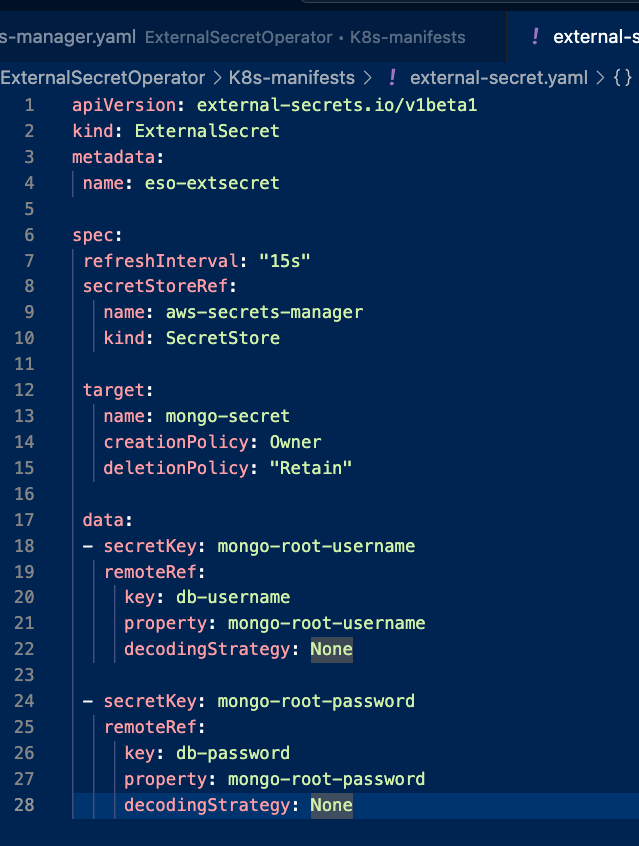 s-manager.yaml ExternalSecretOperator • K8s-manifests ! external-s
ExternalSecretOperator > K8s-manifests > ! external-secret.yaml > {}
1 apiVersion: external-secrets.io/v1beta1
2 kind: ExternalSecret
3 metadata:
4 name: eso-extsecret
5
6 spec:
7 refreshInterval: "15s"
8 secretStoreRef:
9 name: aws-secrets-manager
10 kind: SecretStore
11
12 target:
13 name: mongo-secret
14 creationPolicy: Owner
15 deletionPolicy: "Retain"
16
17 data:
18 - secretKey: mongo-root-username
19 remoteRef:
20 key: db-username
21 property: mongo-root-username
22 decodingStrategy: None
23
24 - secretKey: mongo-root-password
25 remoteRef:
26 key: db-password
27 property: mongo-root-password
28 decodingStrategy: None